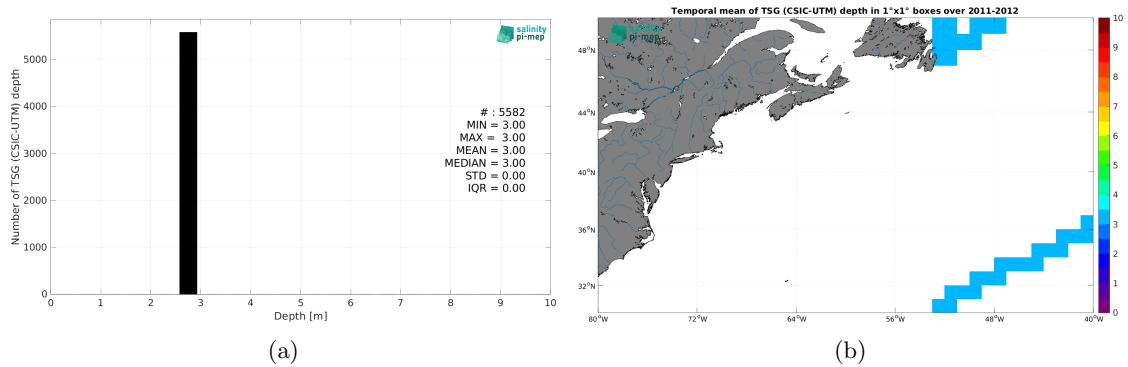 salinity
pi-mep
5000
4000
3000
2000
1000
0
Number of TSG (CSIC-UTM) depth
# : 5582
MIN = 3.00
MAX = 3.00
MEAN = 3.00
MEDIAN = 3.00
STD = 0.00
IQR = 0.00
0 1 2 3 4 5 6 7 8 9 10
Depth [m]
(a)
Temporal mean of TSG (CSIC-UTM) depth in 1°x1° boxes over 2011-2012
48°N
44°N
40°N
36°N
32°N
80°W 72°W 64°W 56°W 48°W 40°W
10
9
8
7
6
5
4
3
2
1
0
(b)